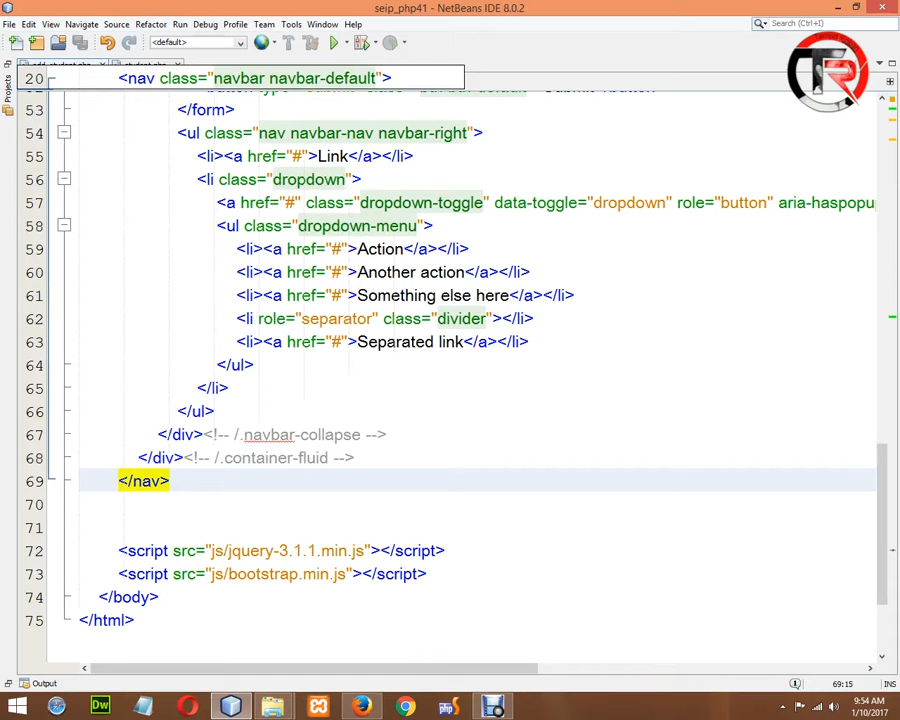 seip_php41 - NetBeans IDE 8.0.2
File Edit View Navigate Source Refactor Run Debug Profile Team Tools Window Help
<default>
Search (Ctrl+I)
Projects
20 <nav class="navbar navbar-default">
53 </form>
54 <ul class="nav navbar-nav navbar-right">
55 <li><a href="#">Link</a></li>
56 <li class="dropdown">
57 <a href="#" class="dropdown-toggle" data-toggle="dropdown" role="button" aria-haspopup
58 <ul class="dropdown-menu">
59 <li><a href="#">Action</a></li>
60 <li><a href="#">Another action</a></li>
61 <li><a href="#">Something else here</a></li>
62 <li role="separator" class="divider"></li>
63 <li><a href="#">Separated link</a></li>
64 </ul>
65 </li>
66 </ul>
67 </div><!-- /.navbar-collapse -->
68 </div><!-- /.container-fluid -->
69 </nav>
70
71
72 <script src="js/jquery-3.1.1.min.js"></script>
73 <script src="js/bootstrap.min.js"></script>
74 </body>
75 </html>
Output
69:15 INS
Dw
php
9:54 AM
1/10/2017